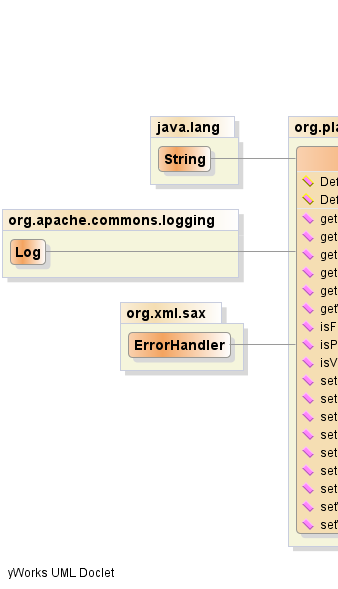 java.lang
String
org.apache.commons.logging
Log
org.xml.sax
ErrorHandler
org.pla
Def
Def
get
get
get
get
get
get
isF
isP
isV
set
set
set
set
set
set
set
set
yWorks UML Doclet